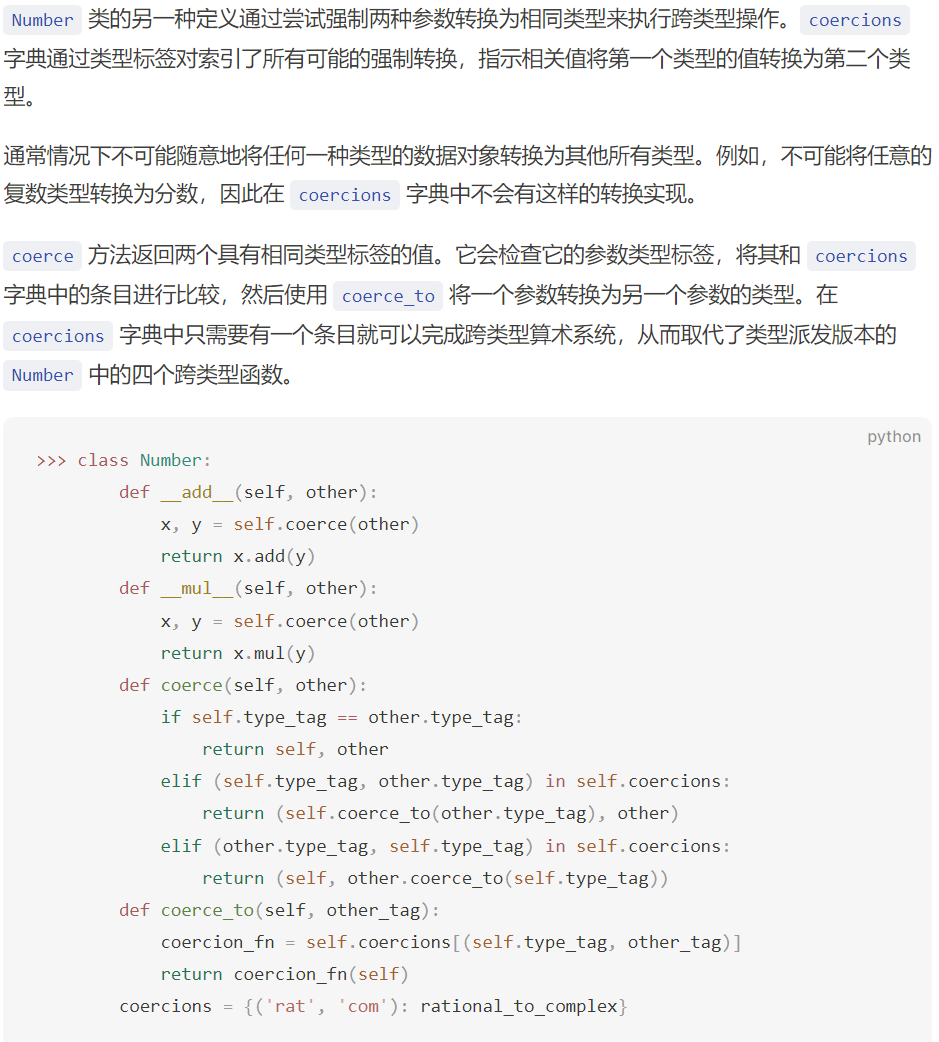 Number 类的另一种定义通过尝试强制两种参数转换为相同类型来执行跨类型操作。coercions
字典通过类型标签对索引了所有可能的强制转换，指示相关值将第一个类型的值转换为第二个类
型。
通常情况下不可能随意地将任何一种类型的数据对象转换为其他所有类型。例如，不可能将任意的
复数类型转换为分数，因此在 coercions 字典中不会有这样的转换实现。
coerce 方法返回两个具有相同类型标签的值。它会检查它的参数类型标签，将其和 coercions
字典中的条目进行比较，然后使用 coerce_to 将一个参数转换为另一个参数的类型。在
coercions 字典中只需要有一个条目就可以完成跨类型算术系统，从而取代了类型派发版本的
Number 中的四个跨类型函数。
python
>>> class Number:
        def __add__(self, other):
            x, y = self.coerce(other)
            return x.add(y)
        def __mul__(self, other):
            x, y = self.coerce(other)
            return x.mul(y)
        def coerce(self, other):
            if self.type_tag == other.type_tag:
                return self, other
            elif (self.type_tag, other.type_tag) in self.coercions:
                return (self.coerce_to(other.type_tag), other)
            elif (other.type_tag, self.type_tag) in self.coercions:
                return (self, other.coerce_to(self.type_tag))
        def coerce_to(self, other_tag):
            coercion_fn = self.coercions[(self.type_tag, other_tag)]
            return coercion_fn(self)
        coercions = {('rat', 'com'): rational_to_complex}